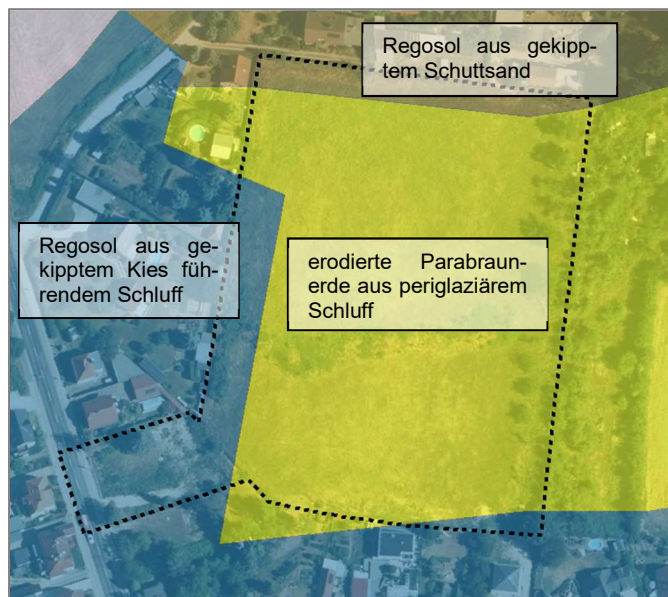 Regosol aus gekipp-
tem Schuttsand
Regosol aus ge-
kipptem Kies füh-
rendem Schluff
erodierte Parabraun-
erde aus periglaziärem
Schluff